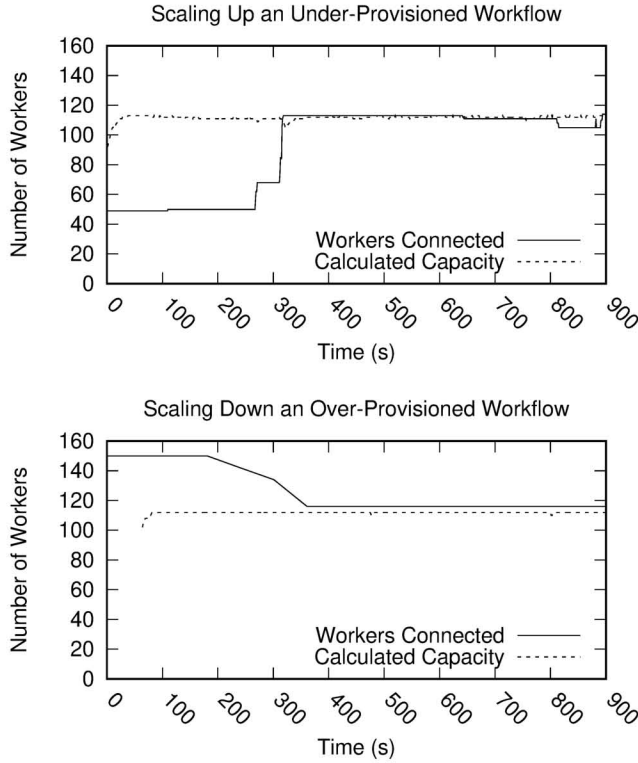 Scaling Up an Under-Provisioned Workflow
160
140
120
100
80
60
40
20
0
Number of Workers
Workers Connected
Calculated Capacity
0 100 200 300 400 500 600 700 800 900
Time (s)
Scaling Down an Over-Provisioned Workflow
160
140
120
100
80
60
40
20
0
Number of Workers
Workers Connected
Calculated Capacity
0 100 200 300 400 500 600 700 800 900
Time (s)